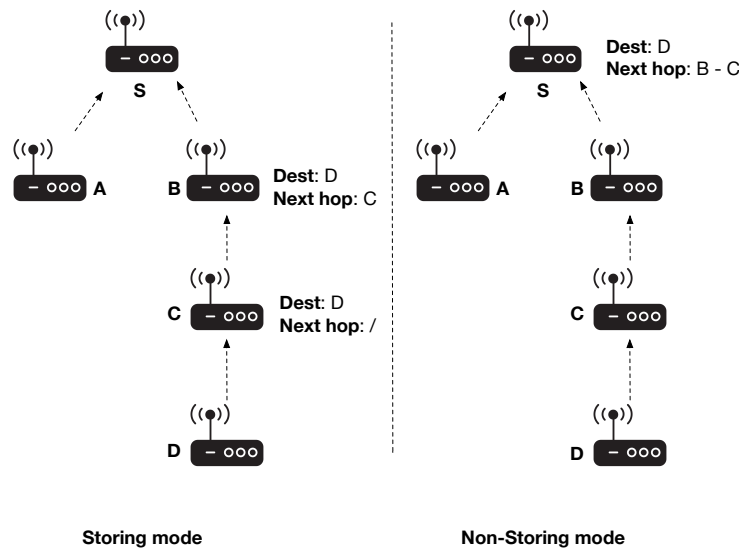 S
A
B
Dest: D
Next hop: C
C
Dest: D
Next hop: /
D
Storing mode
S
Dest: D
Next hop: B - C
A
B
C
D
Non-Storing mode